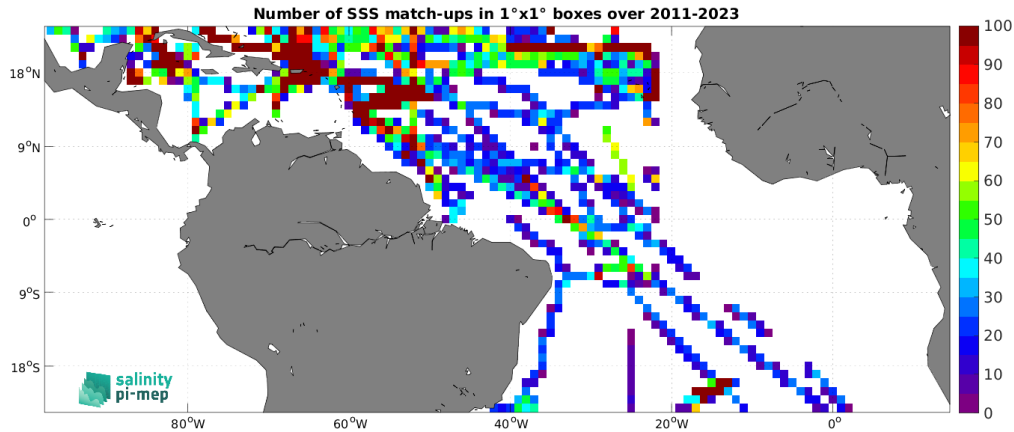 Number of SSS match-ups in 1°x1° boxes over 2011-2023
100
90
80
70
60
50
40
30
20
10
0
18°N
9°N
0°
9°S
18°S
80°W
60°W
40°W
20°W
0°
salinity
pi-mep